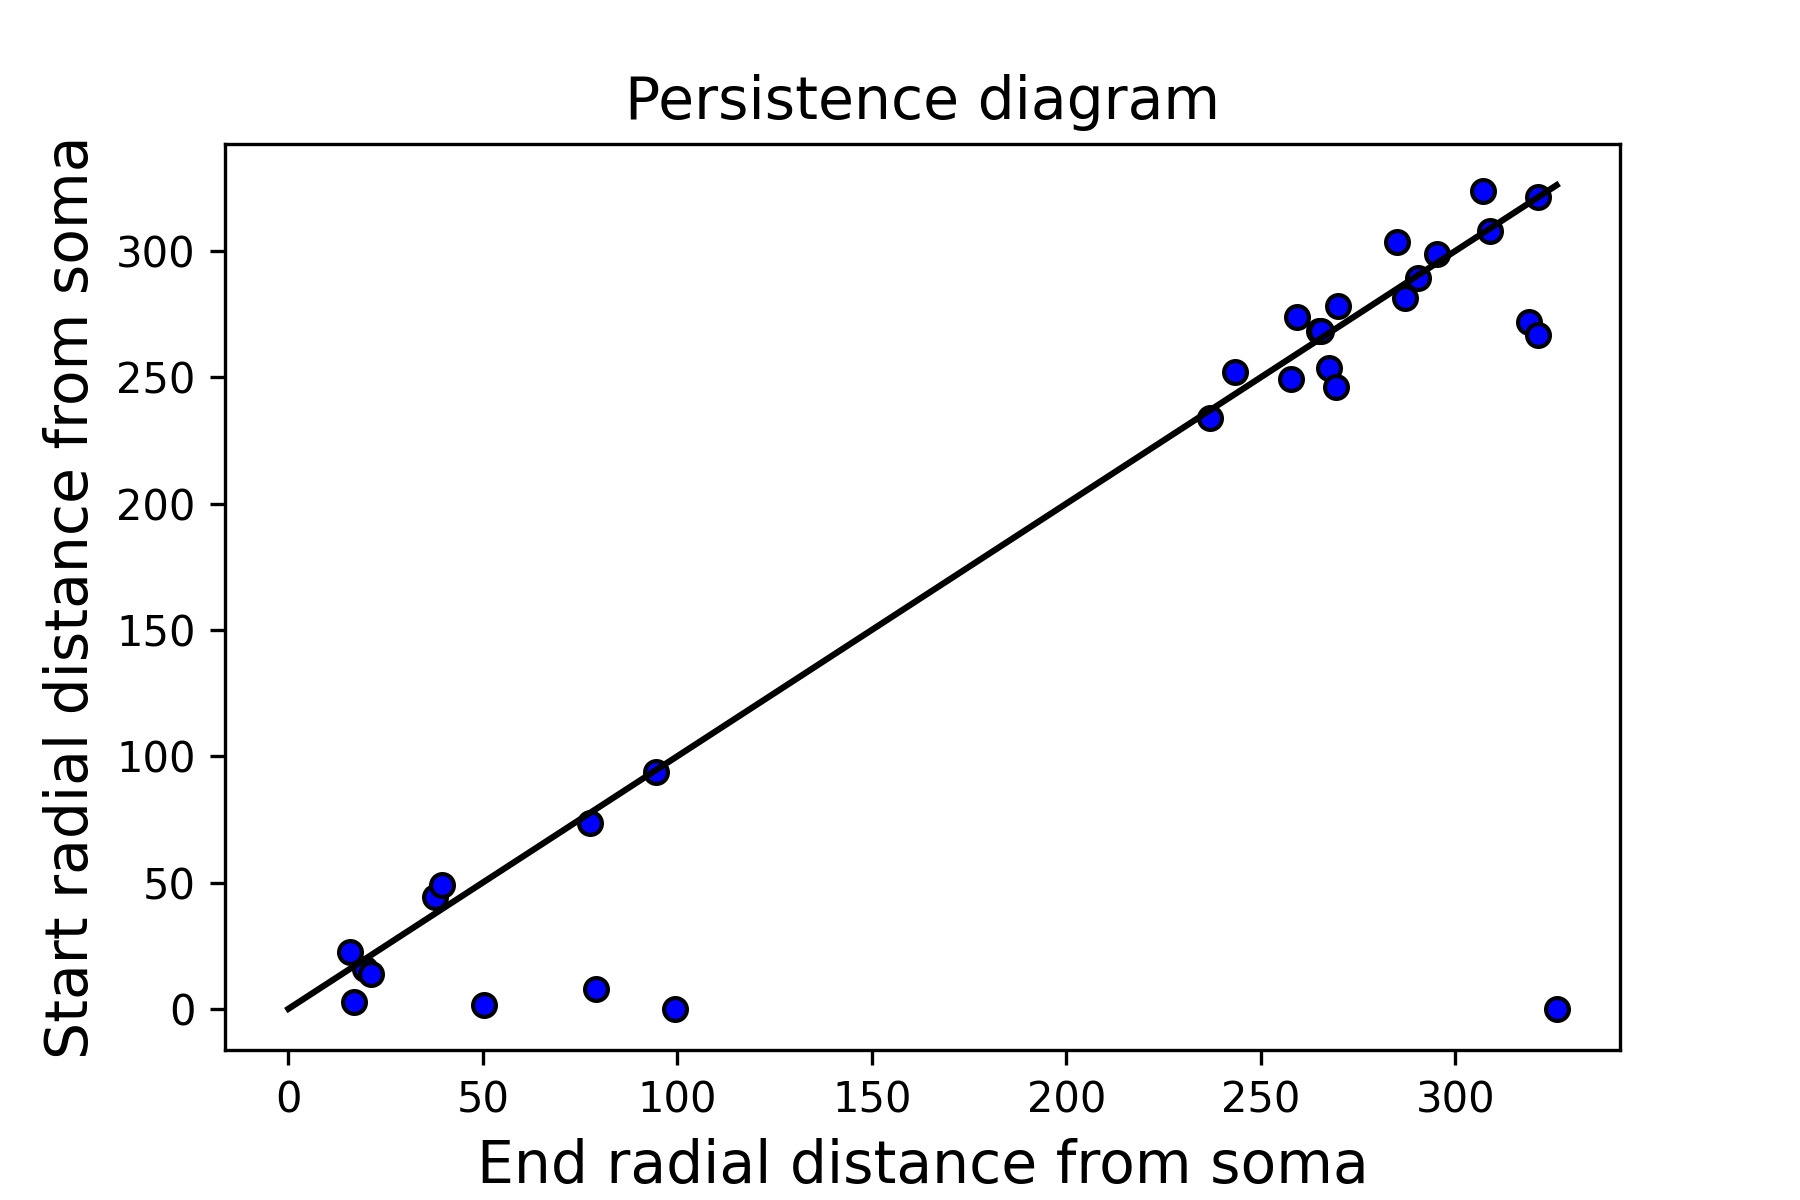 Persistence diagram
Start radial distance from soma
300
250
200
150
100
50
0
0 50 100 150 200 250 300
End radial distance from soma